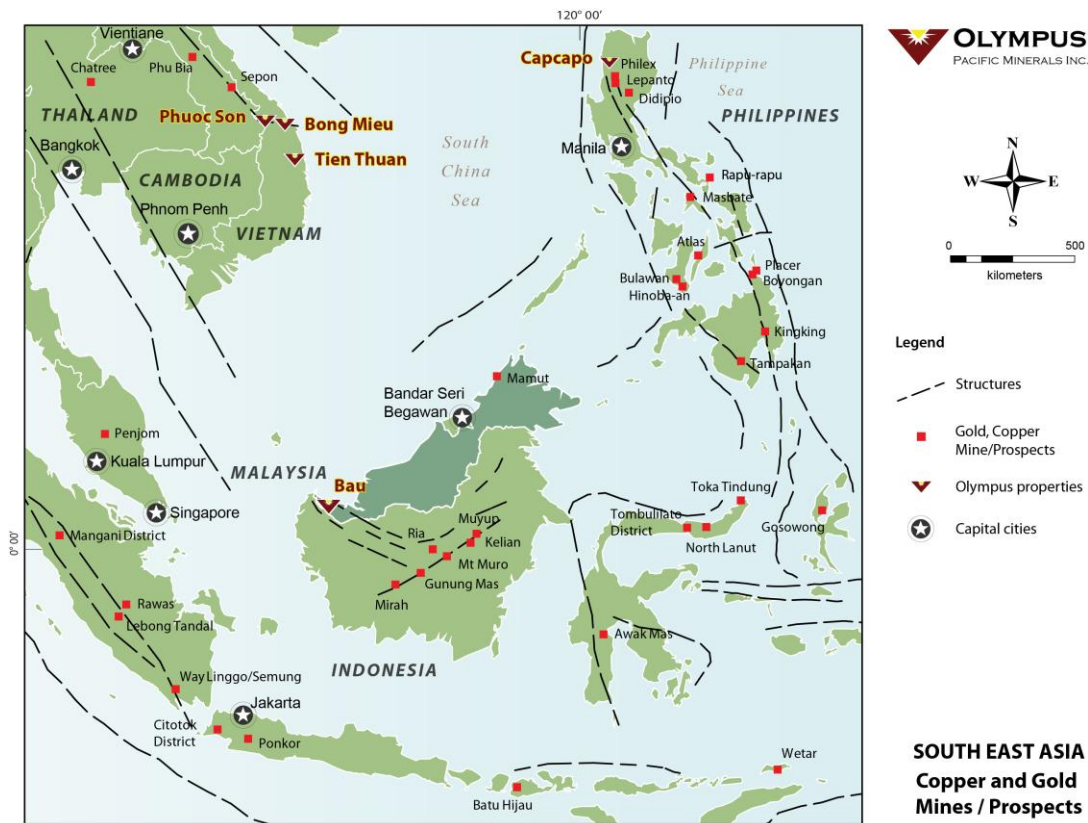 120° 00'
Vientiane
Chatree
Phu Bia
Sepon
THAILAND
Phuoc Son
Bong Mieu
Bangkok
Tien Thuan
CAMBODIA
Phnom Penh
VIETNAM
South
China
Sea
Capcapo
Philex
Lepanto
Didipio
Philippine
Sea
PHILIPPINES
Manila
Rapu-rapu
Masbate
Atlas
Bulawan
Hinoba-an
Placer
Boyongan
Kingking
Tampakan
Mamut
Bandar Seri
Begawan
Penjom
Kuala Lumpur
MALAYSIA
Bau
Singapore
Mangani District
0° 00'
Ria
Muyup
Kelian
Mt Muro
Gunung Mas
Mirah
Toka Tindung
Tombulilato
District
North Lanut
Gosowong
Rawas
Lebong Tandal
Awak Mas
INDONESIA
Way Linggo/Semung
Jakarta
Citotok
District
Ponkor
Batu Hijau
Wetar
OLYMPUS
PACIFIC MINERALS INC.
N
W
E
S
0
500
kilometers
Legend
Structures
Gold, Copper
Mine/Prospects
Olympus properties
Capital cities
SOUTH EAST ASIA
Copper and Gold
Mines / Prospects